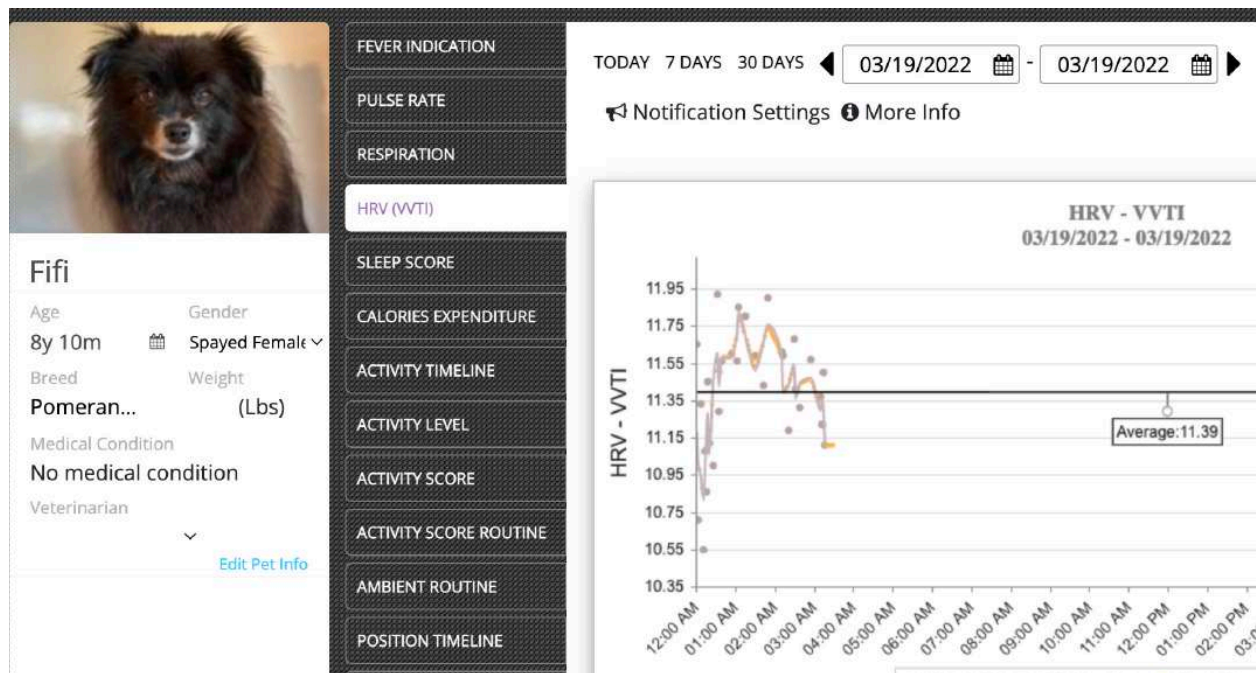 Fifi
Age Gender
8y 10m Spayed Female
Breed Weight
Pomeran... (Lbs)
Medical Condition
No medical condition
Veterinarian
Edit Pet Info
FEVER INDICATION
PULSE RATE
RESPIRATION
HRV (VVTI)
SLEEP SCORE
CALORIES EXPENDITURE
ACTIVITY TIMELINE
ACTIVITY LEVEL
ACTIVITY SCORE
ACTIVITY SCORE ROUTINE
AMBIENT ROUTINE
POSITION TIMELINE
TODAY 7 DAYS 30 DAYS 03/19/2022 - 03/19/2022
Notification Settings More Info
HRV - VVTI
03/19/2022 - 03/19/2022
HRV - VVTI
11.95
11.75
11.55
11.35
11.15
10.95
10.75
10.55
10.35
Average:11.39
12:00 AM 01:00 AM 02:00 AM 03:00 AM 04:00 AM 05:00 AM 06:00 AM 07:00 AM 08:00 AM 09:00 AM 10:00 AM 11:00 AM 12:00 PM 01:00 PM 02:00 PM